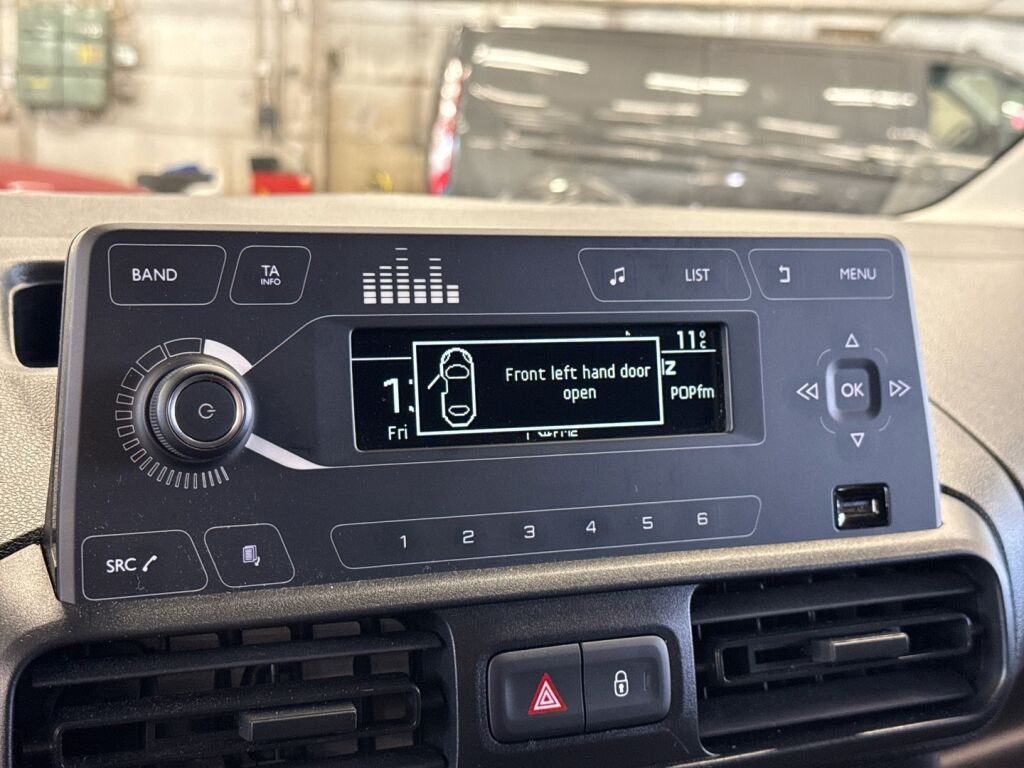 BAND
TA
INFO
LIST
MENU
11°C
Front left hand door
open
POPfm
Fri
OK
1 2 3 4 5 6
SRC